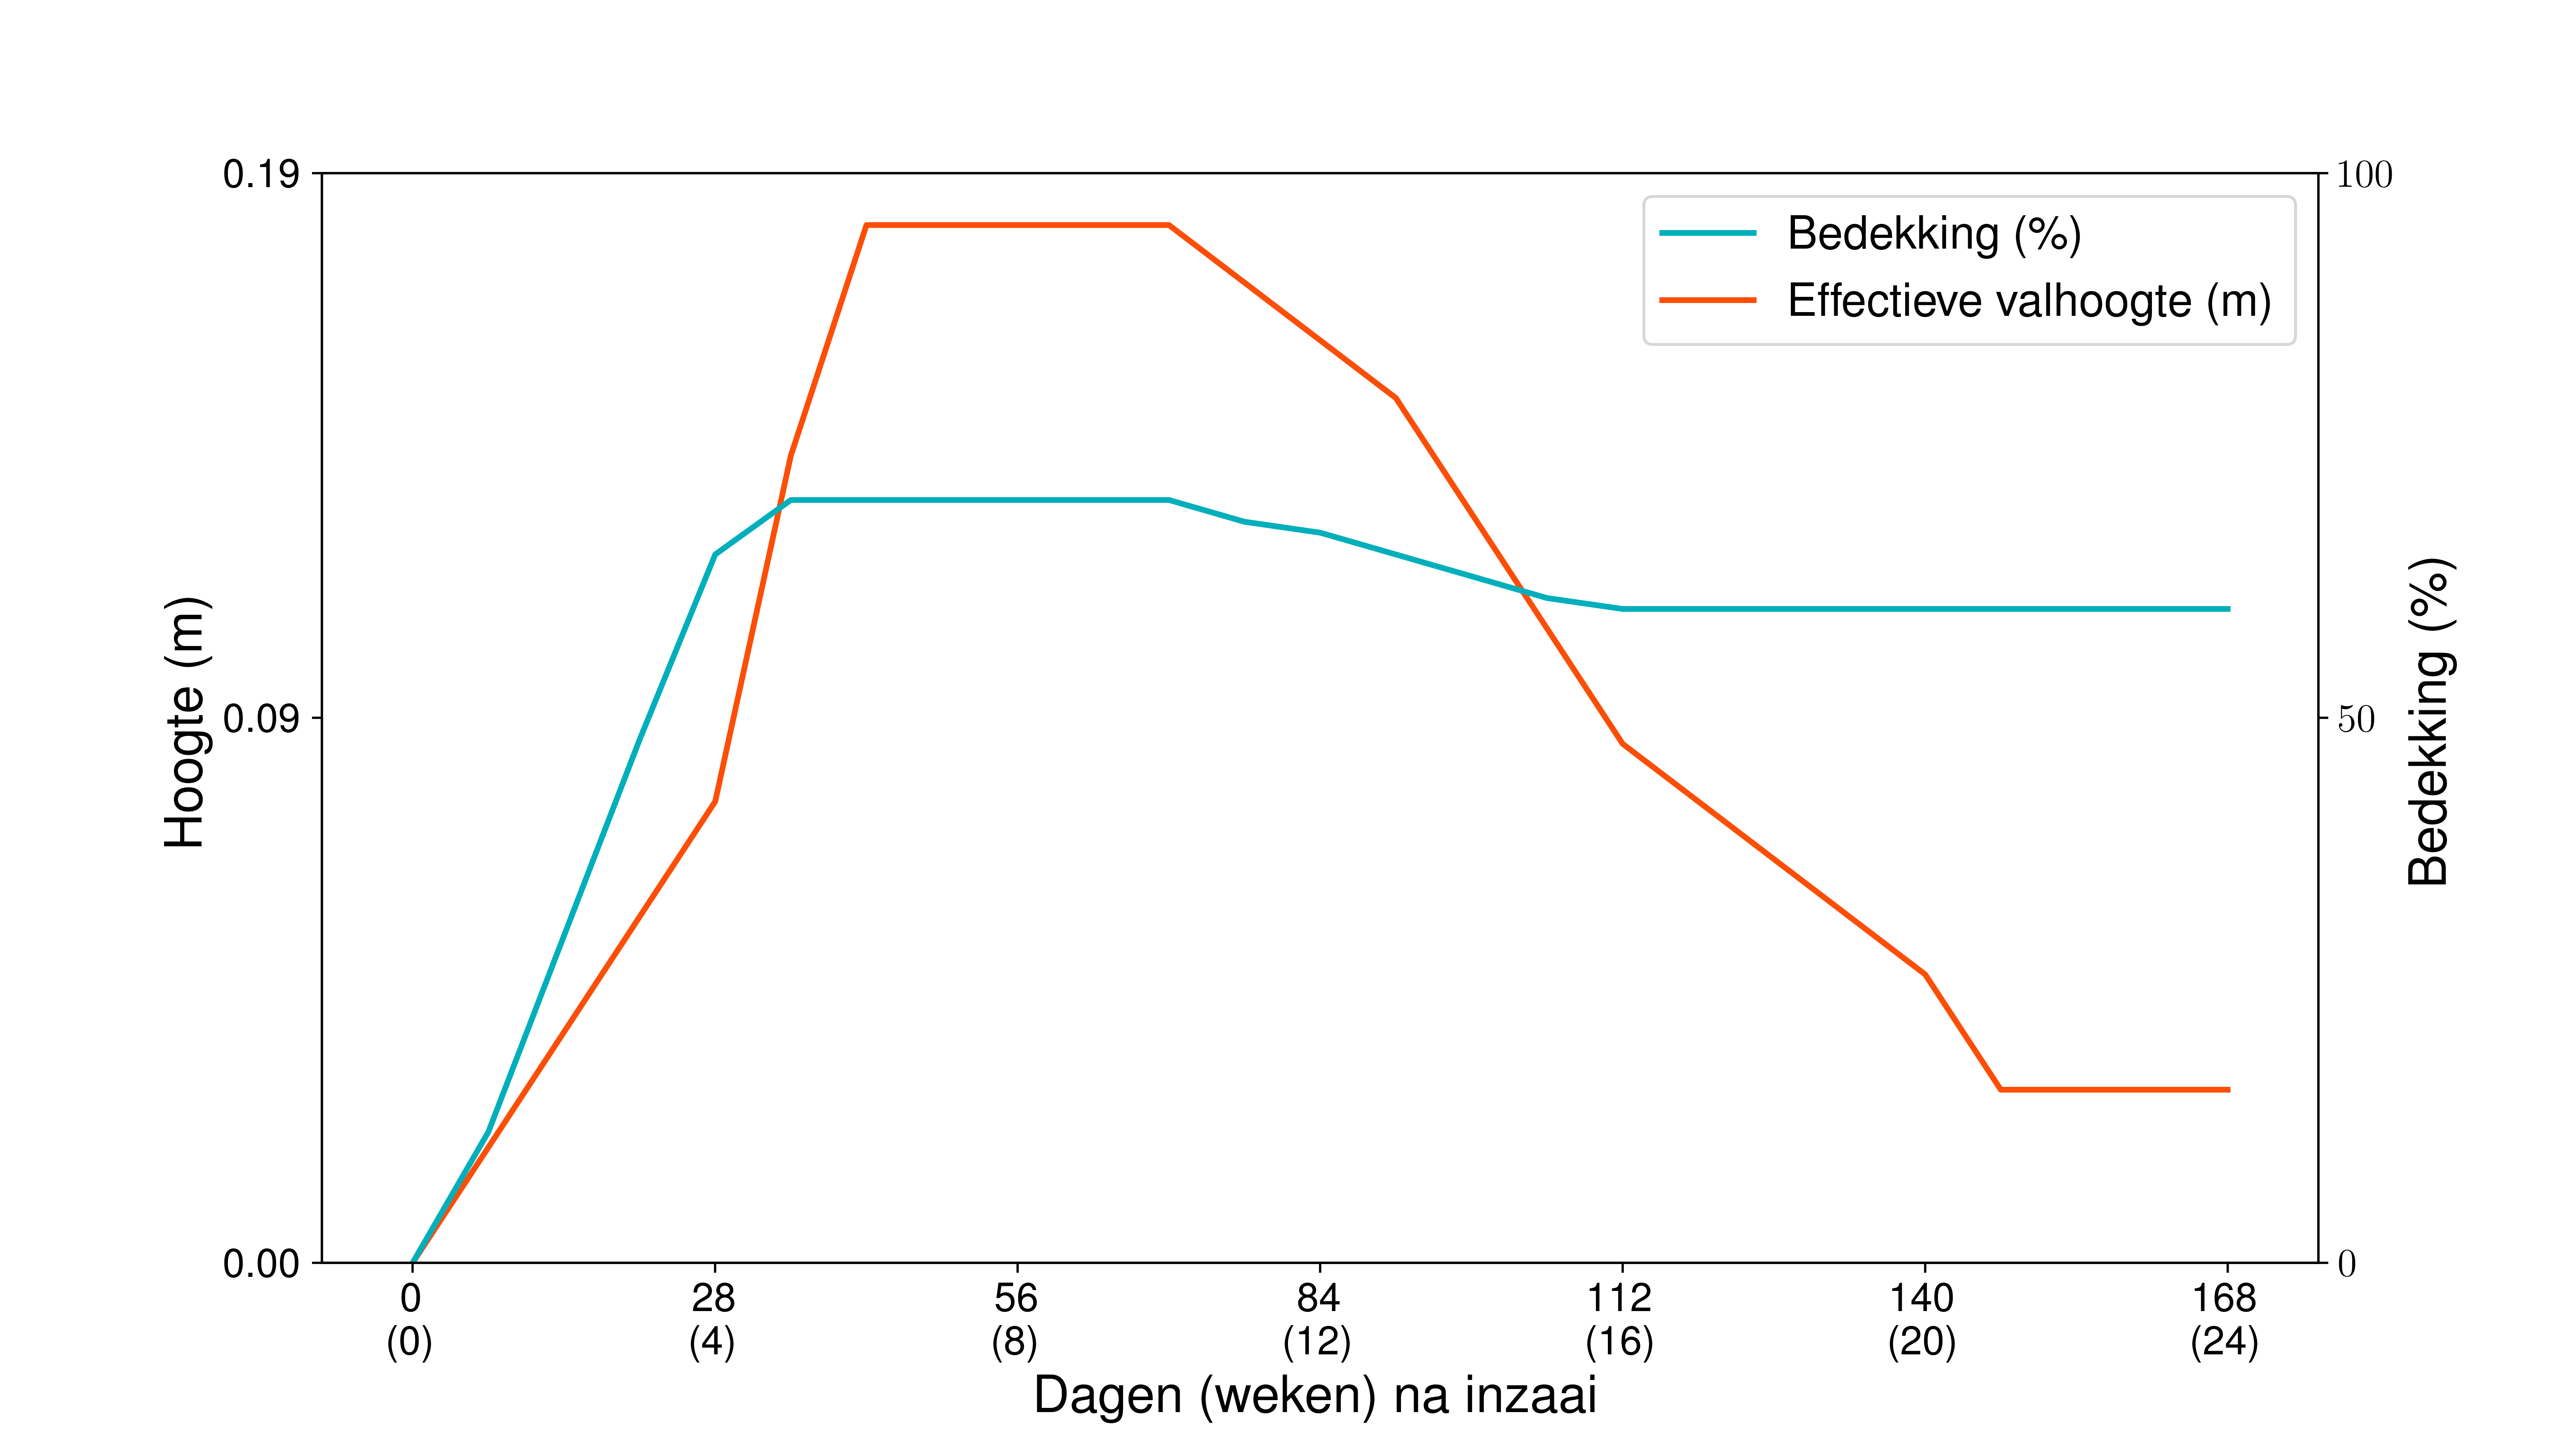 0.19
0.09
0.00
Hoogte (m)
Bedekking (%)
Effectieve valhoogte (m)
100
50
0
Bedekking (%)
0 28 56 84 112 140 168
(0) (4) (8) (12) (16) (20) (24)
Dagen (weken) na inzaai